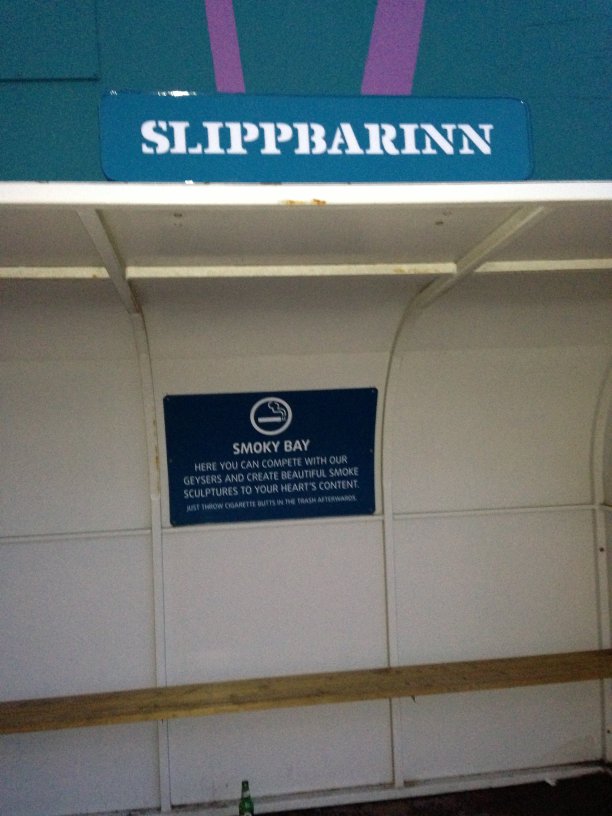 SLIPPBARINN
SMOKY BAY
HERE YOU CAN COMPETE WITH OUR
GEYSERS AND CREATE BEAUTIFUL SMOKE
SCULPTURES TO YOUR HEART'S CONTENT.
JUST THROW CIGARETTE BUTTS IN THE TRASH AFTERWARDS.